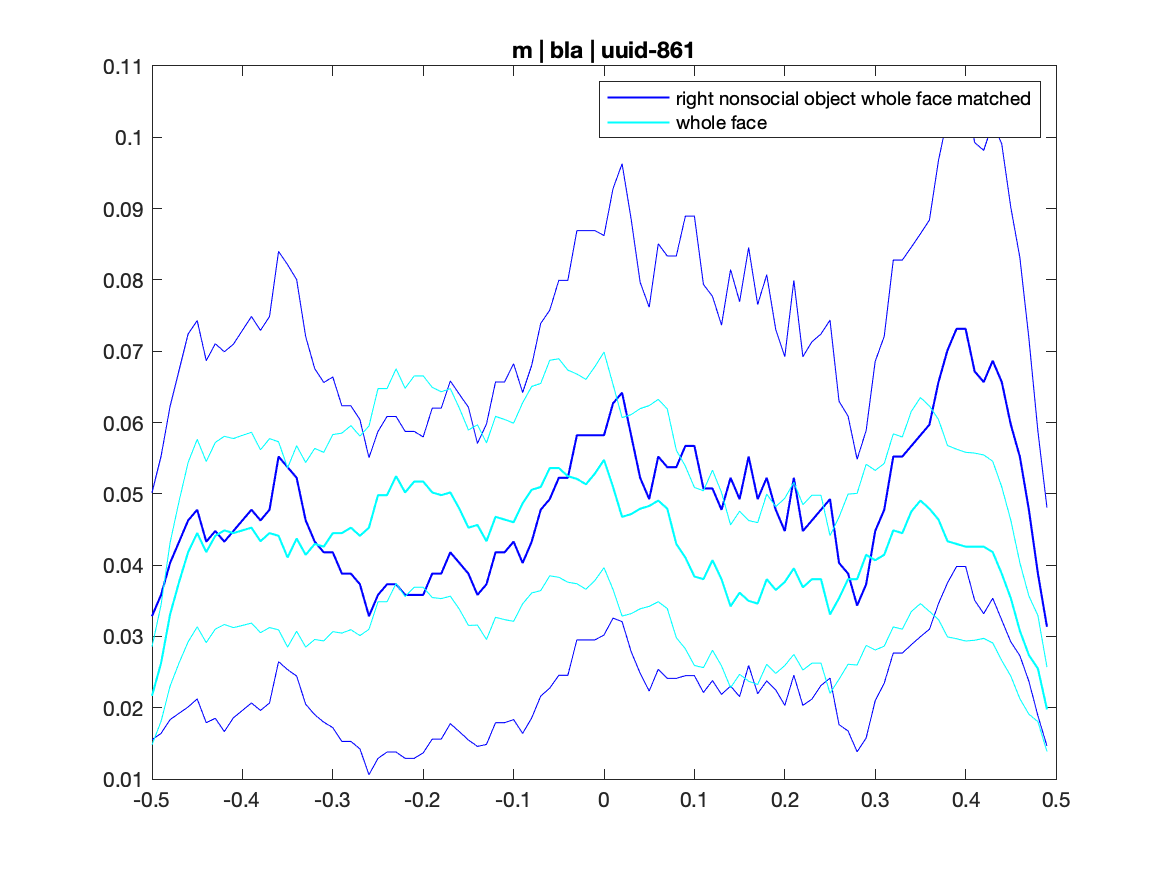 m | bla | uuid-861
right nonsocial object whole face matched
whole face
0.11
0.1
0.09
0.08
0.07
0.06
0.05
0.04
0.03
0.02
0.01
-0.5 -0.4 -0.3 -0.2 -0.1 0 0.1 0.2 0.3 0.4 0.5